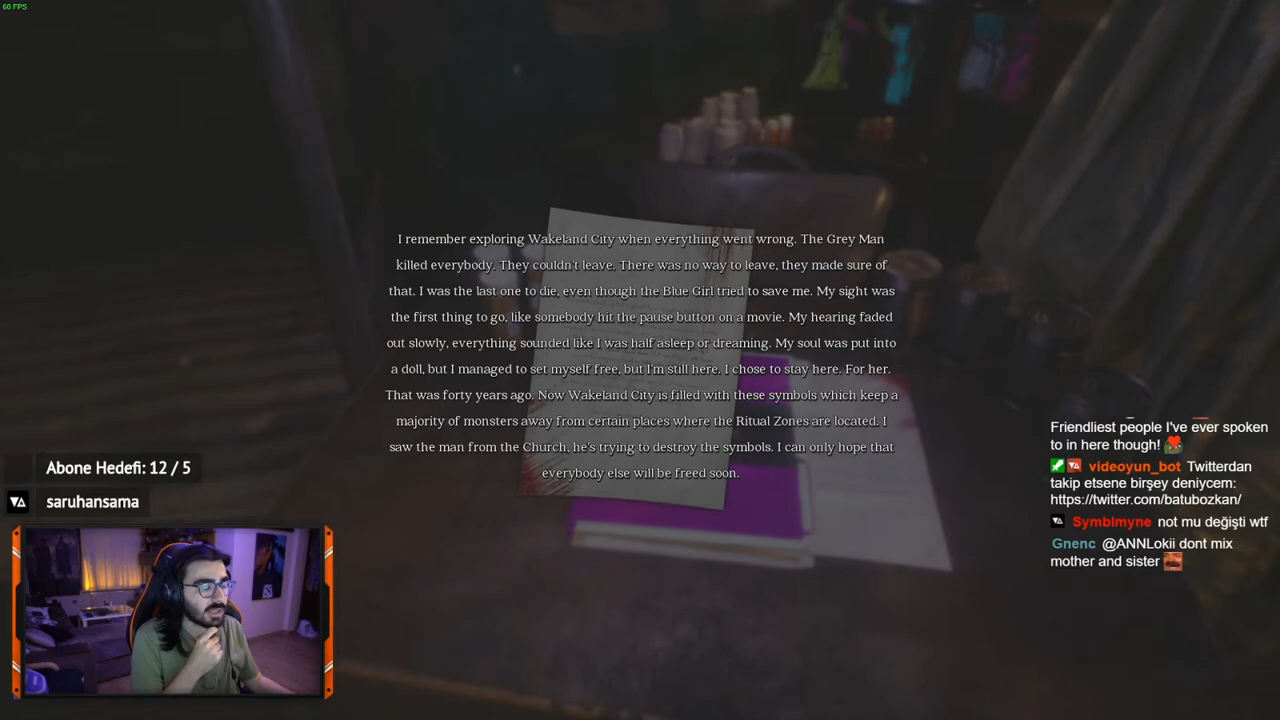 60 FPS
I remember exploring Wakeland City when everything went wrong. The Grey Man
killed everybody. They couldn't leave. There was no way to leave, they made sure of
that. I was the last one to die, even though the Blue Girl tried to save me. My sight was
the first thing to go, like somebody hit the pause button on a movie. My hearing faded
out slowly, everything sounded like I was half asleep or dreaming. My soul was put into
a doll, but I managed to set myself free, but I'm still here. I chose to stay here. For her.
That was forty years ago. Now Wakeland City is filled with these symbols which keep a
majority of monsters away from certain places where the Ritual Zones are located. I
saw the man from the Church, he's trying to destroy the symbols. I can only hope that
everybody else will be freed soon.
Abone Hedefi: 12 / 5
saruhansama
Friendliest people I've ever spoken
to in here though!
videoyun_bot Twitterdan
takip etsene birşey deniycem:
https://twitter.com/batubozkan/
Symblmyne not mu değişti wtf
Gnenc @ANNLokii dont mix
mother and sister